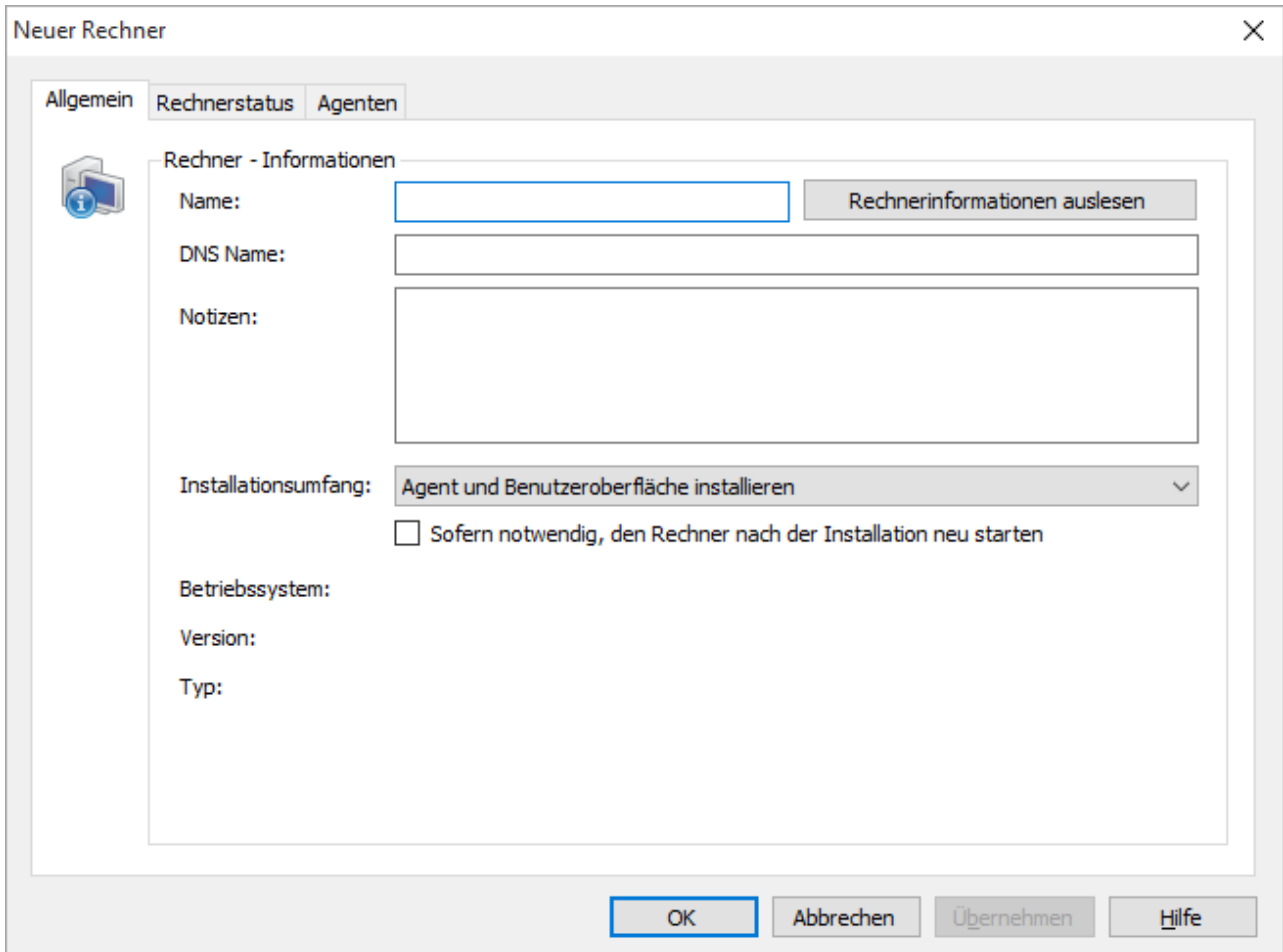 Neuer Rechner
Allgemein Rechnerstatus Agenten
Rechner - Informationen
Name: Rechnerinformationen auslesen
DNS Name:
Notizen:
Installationsumfang: Agent und Benutzeroberfläche installieren
Sofern notwendig, den Rechner nach der Installation neu starten
Betriebssystem:
Version:
Typ:
OK Abbrechen Übernehmen Hilfe